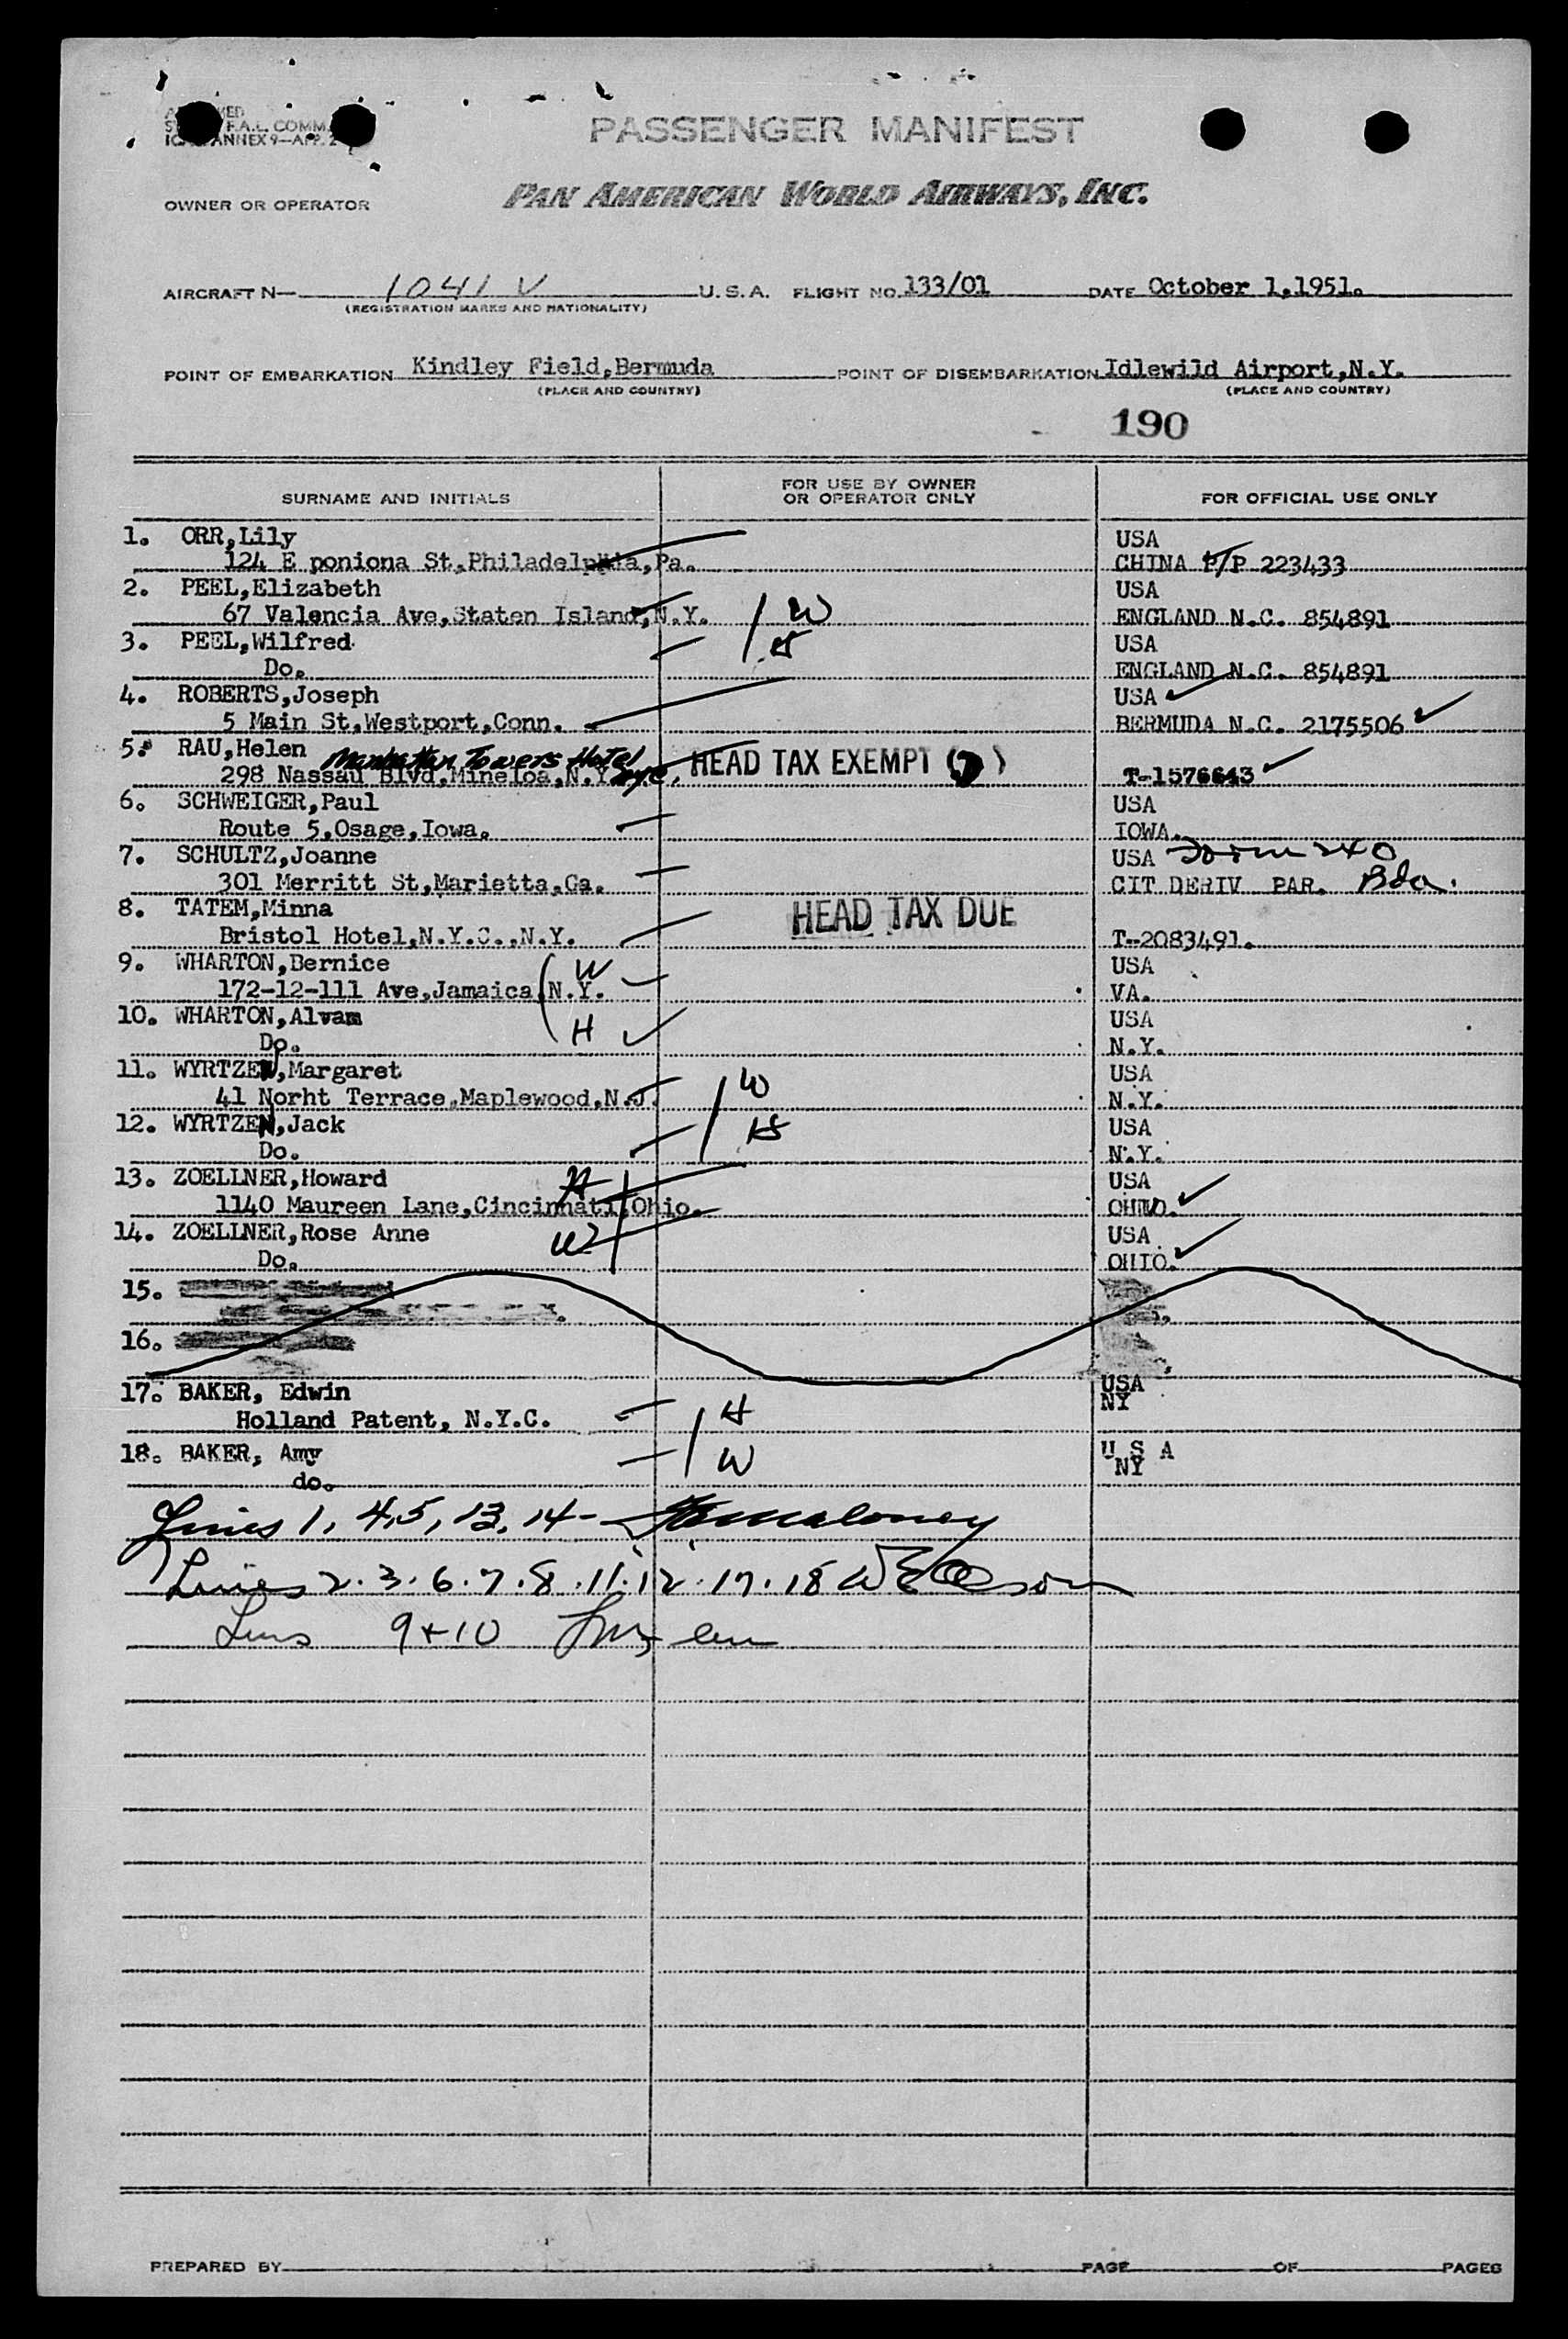 PASSENGER MANIFEST
F.A.L. COMM.
ANNEX 9—APP. 2
OWNER OR OPERATOR PAN AMERICAN WORLD AIRWAYS, INC.
AIRCRAFT N— 1041 V U. S. A. FLIGHT NO. 133/01 DATE October 1,1951.
(REGISTRATION MARKS AND NATIONALITY)
POINT OF EMBARKATION Kindley Field,Bermuda POINT OF DISEMBARKATION Idlewild Airport,N.Y.
(PLACE AND COUNTRY) (PLACE AND COUNTRY)
190
SURNAME AND INITIALS FOR USE BY OWNER OR OPERATOR ONLY FOR OFFICIAL USE ONLY
1. ORR,Lily USA
124 E poniona St,Philadelphia,Pa. CHINA P/P 223433
2. PEEL,Elizabeth USA
67 Valencia Ave,Staten Island,N.Y. W ENGLAND N.C. 854891
3. PEEL,Wilfred H USA
Do. ENGLAND N.C. 854891
4. ROBERTS,Joseph USA
5 Main St,Westport,Conn. BERMUDA N.C. 2175506
5. RAU,Helen Manhattan Towers Hotel HEAD TAX EXEMPT (7)
298 Nassau Blvd,Mineloa,N.Y. N.Y.C. T-1576643
6. SCHWEIGER,Paul USA
Route 5,Osage,Iowa. IOWA.
7. SCHULTZ,Joanne USA Form 240
301 Merritt St,Marietta,Ga. CIT DERIV PAR. Bda.
8. TATEM,Minna HEAD TAX DUE
Bristol Hotel,N.Y.C.,N.Y. T-2083491.
9. WHARTON,Bernice W USA
172-12-111 Ave,Jamaica,N.Y. VA.
10. WHARTON,Alvam H USA
Do. N.Y.
11. WYRTZEN,Margaret W USA
41 Norht Terrace,Maplewood,N.J. N.Y.
12. WYRTZEN,Jack H USA
Do. N.Y.
13. ZOELLNER,Howard H USA
1140 Maureen Lane,Cincinnati,Ohio. OHIO.
14. ZOELLNER,Rose Anne W USA
Do. OHIO.
15.
16.
17. BAKER, Edwin H USA
Holland Patent, N.Y.C. NY
18. BAKER, Amy W U S A
do. NY
Lines 1, 4,5, 13, 14- Maloney
Lines 2.3.6.7.8.11.12.17.18
Lines 9+10
PREPARED BY PAGE OF PAGES